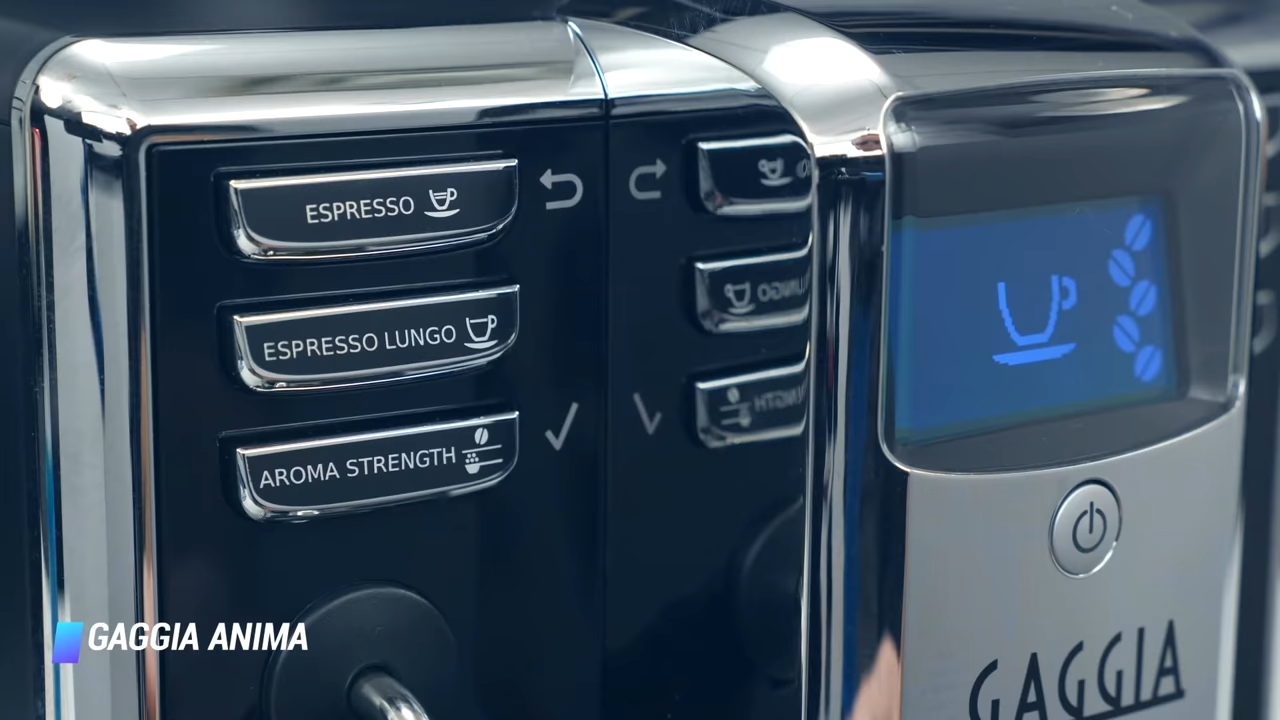 ESPRESSO
ESPRESSO LUNGO
AROMA STRENGTH
GAGGIA ANIMA
GAGGIA